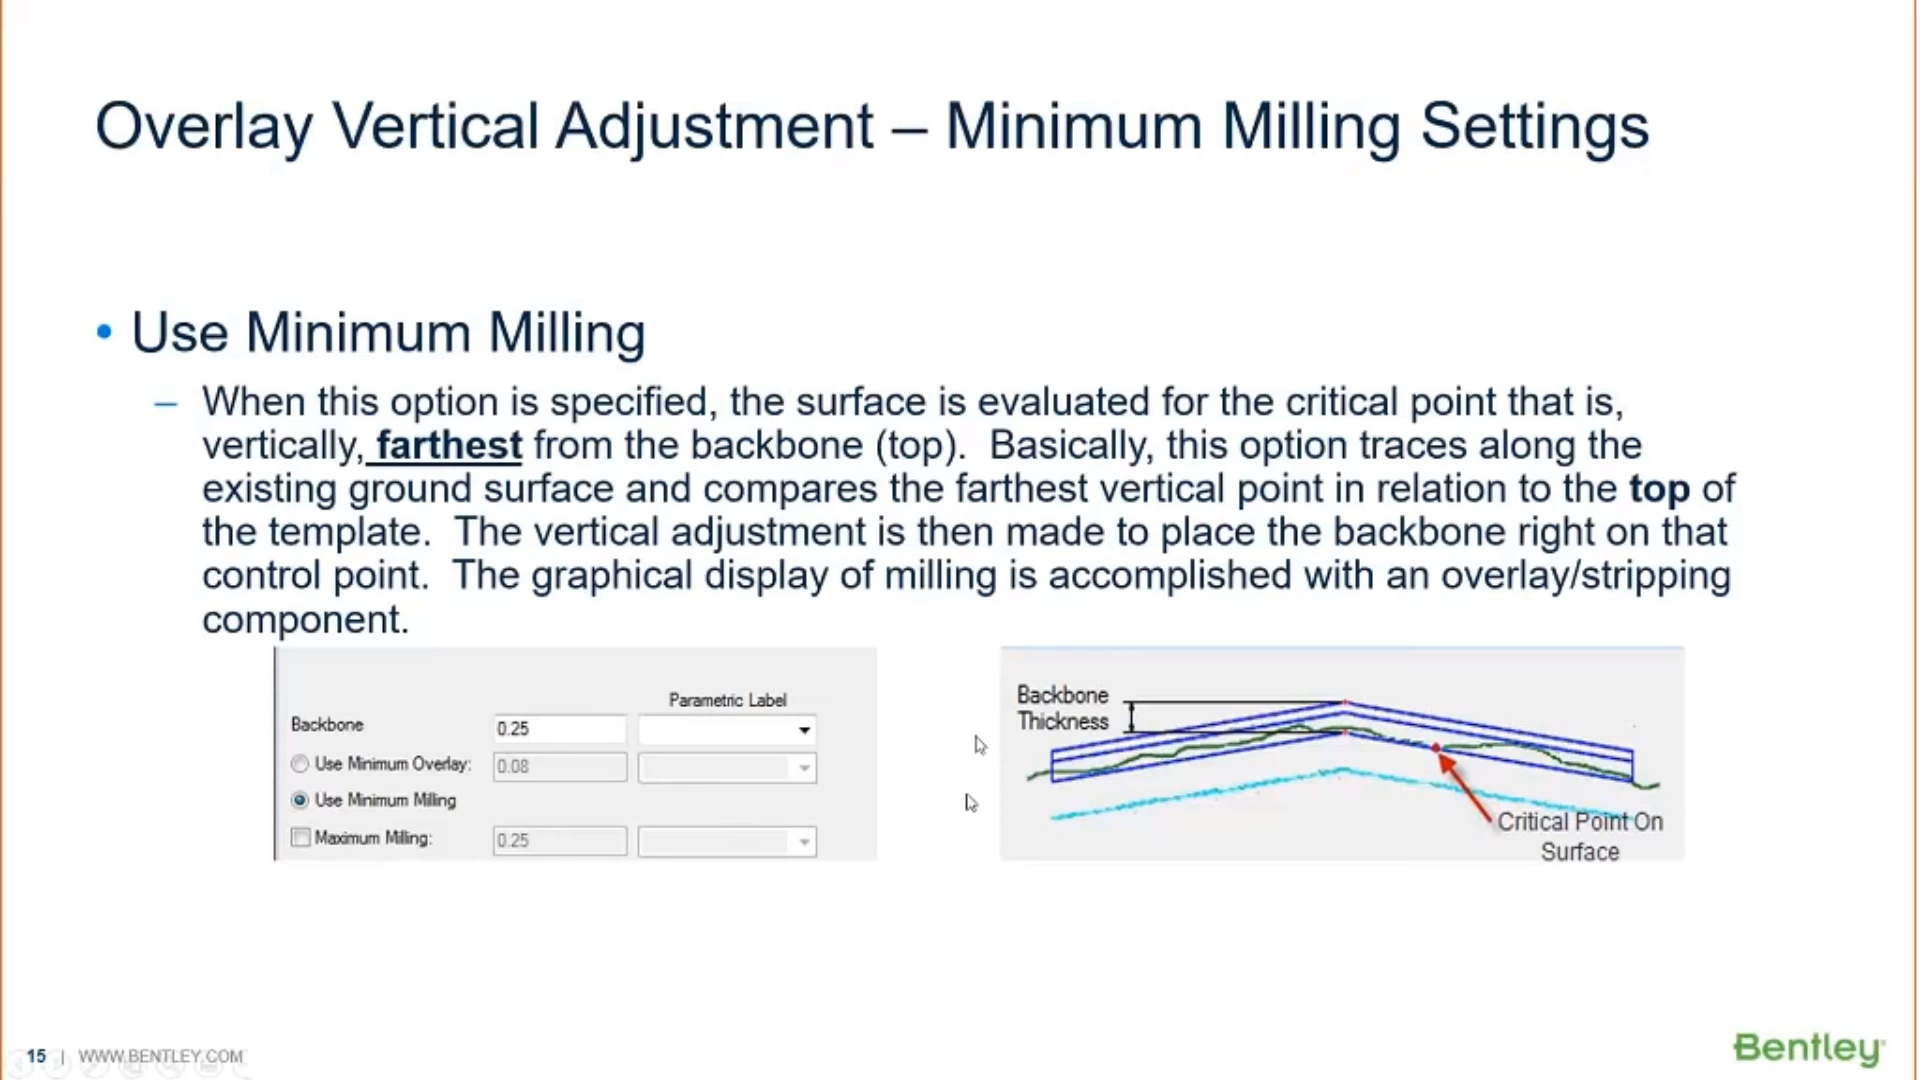 Overlay Vertical Adjustment – Minimum Milling Settings
• Use Minimum Milling
– When this option is specified, the surface is evaluated for the critical point that is,
vertically, farthest from the backbone (top).  Basically, this option traces along the
existing ground surface and compares the farthest vertical point in relation to the top of
the template.  The vertical adjustment is then made to place the backbone right on that
control point.  The graphical display of milling is accomplished with an overlay/stripping
component.
Parametric Label
Backbone 0.25
Use Minimum Overlay: 0.08
Use Minimum Milling
Maximum Milling: 0.25
Backbone
Thickness
Critical Point On
Surface
15 | WWW.BENTLEY.COM
Bentley